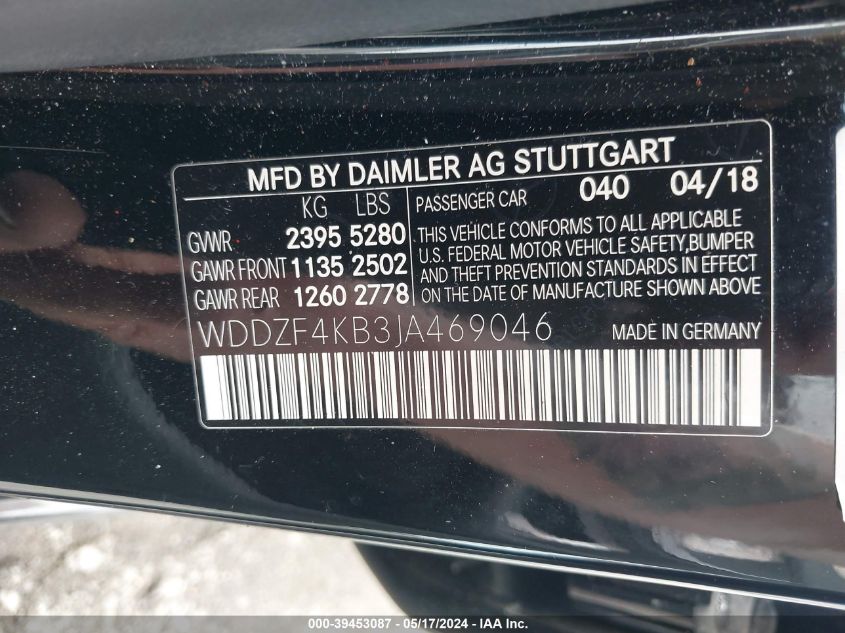 MFD BY DAIMLER AG STUTTGART
KG LBS
GVWR 2395 5280
GAWR FRONT 1135 2502
GAWR REAR 1260 2778
PASSENGER CAR 040 04/18
THIS VEHICLE CONFORMS TO ALL APPLICABLE
U.S. FEDERAL MOTOR VEHICLE SAFETY,BUMPER
AND THEFT PREVENTION STANDARDS IN EFFECT
ON THE DATE OF MANUFACTURE SHOWN ABOVE
WDDZF4KB3JA469046 MADE IN GERMANY
000-39453087 - 05/17/2024 - IAA Inc.